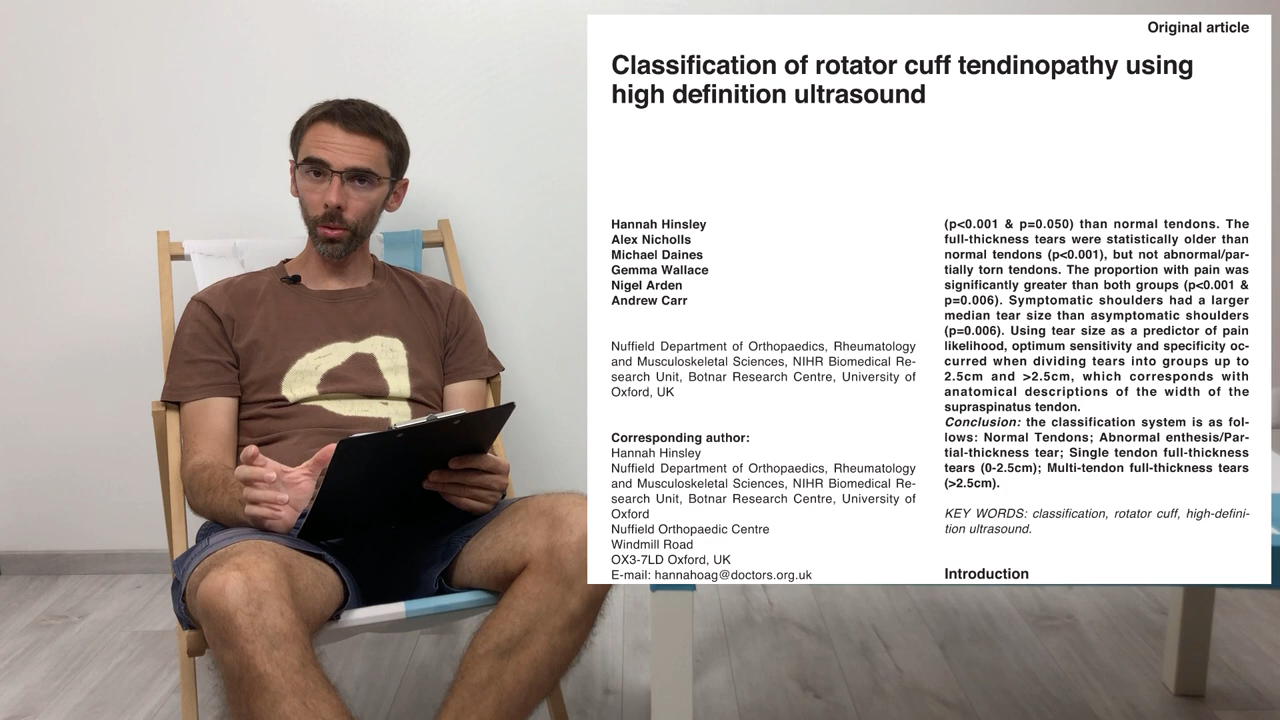 Original article
Classification of rotator cuff tendinopathy using
high definition ultrasound
Hannah Hinsley
Alex Nicholls
Michael Daines
Gemma Wallace
Nigel Arden
Andrew Carr
Nuffield Department of Orthopaedics, Rheumatology
and Musculoskeletal Sciences, NIHR Biomedical Re-
search Unit, Botnar Research Centre, University of
Oxford, UK
Corresponding author:
Hannah Hinsley
Nuffield Department of Orthopaedics, Rheumatology
and Musculoskeletal Sciences, NIHR Biomedical Re-
search Unit, Botnar Research Centre, University of
Oxford
Nuffield Orthopaedic Centre
Windmill Road
OX3-7LD Oxford, UK
E-mail: hannahoag@doctors.org.uk
(p<0.001 & p=0.050) than normal tendons. The
full-thickness tears were statistically older than
normal tendons (p<0.001), but not abnormal/par-
tially torn tendons. The proportion with pain was
significantly greater than both groups (p<0.001 &
p=0.006). Symptomatic shoulders had a larger
median tear size than asymptomatic shoulders
(p=0.006). Using tear size as a predictor of pain
likelihood, optimum sensitivity and specificity oc-
curred when dividing tears into groups up to
2.5cm and >2.5cm, which corresponds with
anatomical descriptions of the width of the
supraspinatus tendon.
Conclusion: the classification system is as fol-
lows: Normal Tendons; Abnormal enthesis/Par-
tial-thickness tear; Single tendon full-thickness
tears (0-2.5cm); Multi-tendon full-thickness tears
(>2.5cm).
KEY WORDS: classification, rotator cuff, high-defini-
tion ultrasound.
Introduction